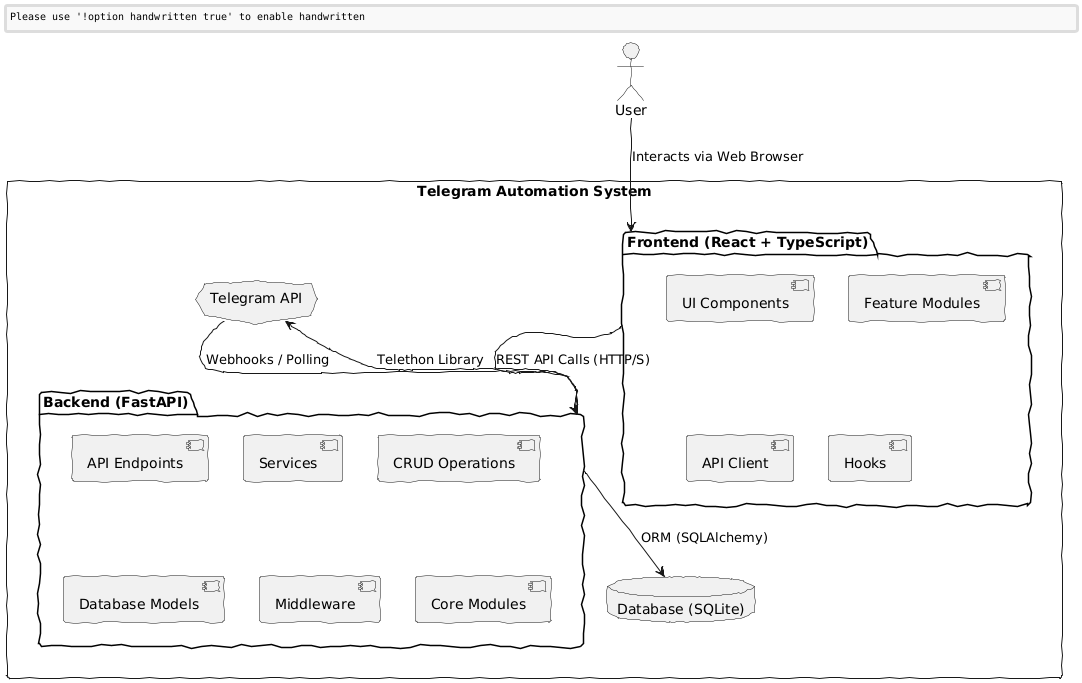 Please use '!option handwritten true' to enable handwritten
User
Interacts via Web Browser
Telegram Automation System
Frontend (React + TypeScript)
UI Components
Feature Modules
Telegram API
Webhooks / Polling
Telethon Library
REST API Calls (HTTP/S)
Backend (FastAPI)
API Endpoints
Services
CRUD Operations
API Client
Hooks
ORM (SQLAlchemy)
Database Models
Middleware
Core Modules
Database (SQLite)